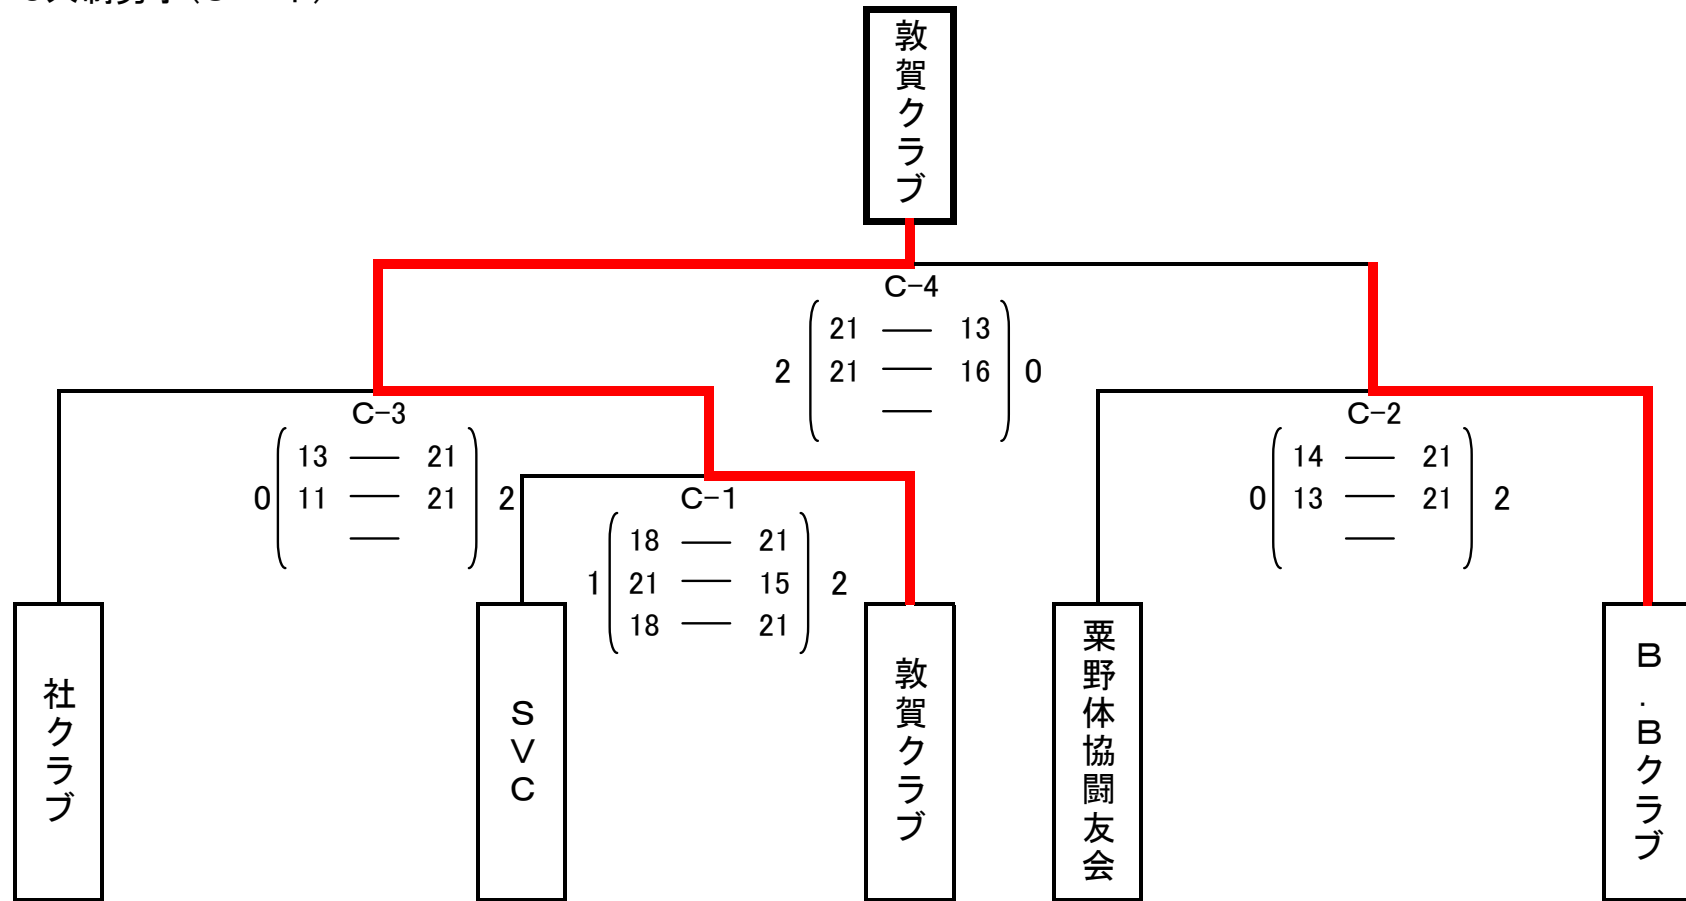 敦賀クラブ
C-4
21 — 13
2 21 — 16 0
—
C-3
13 — 21
0 11 — 21 2
—
C-2
14 — 21
0 13 — 21 2
—
C-1
18 — 21
1 21 — 15 2
18 — 21
社クラブ
SVC
敦賀クラブ
粟野体協闘友会
B.Bクラブ